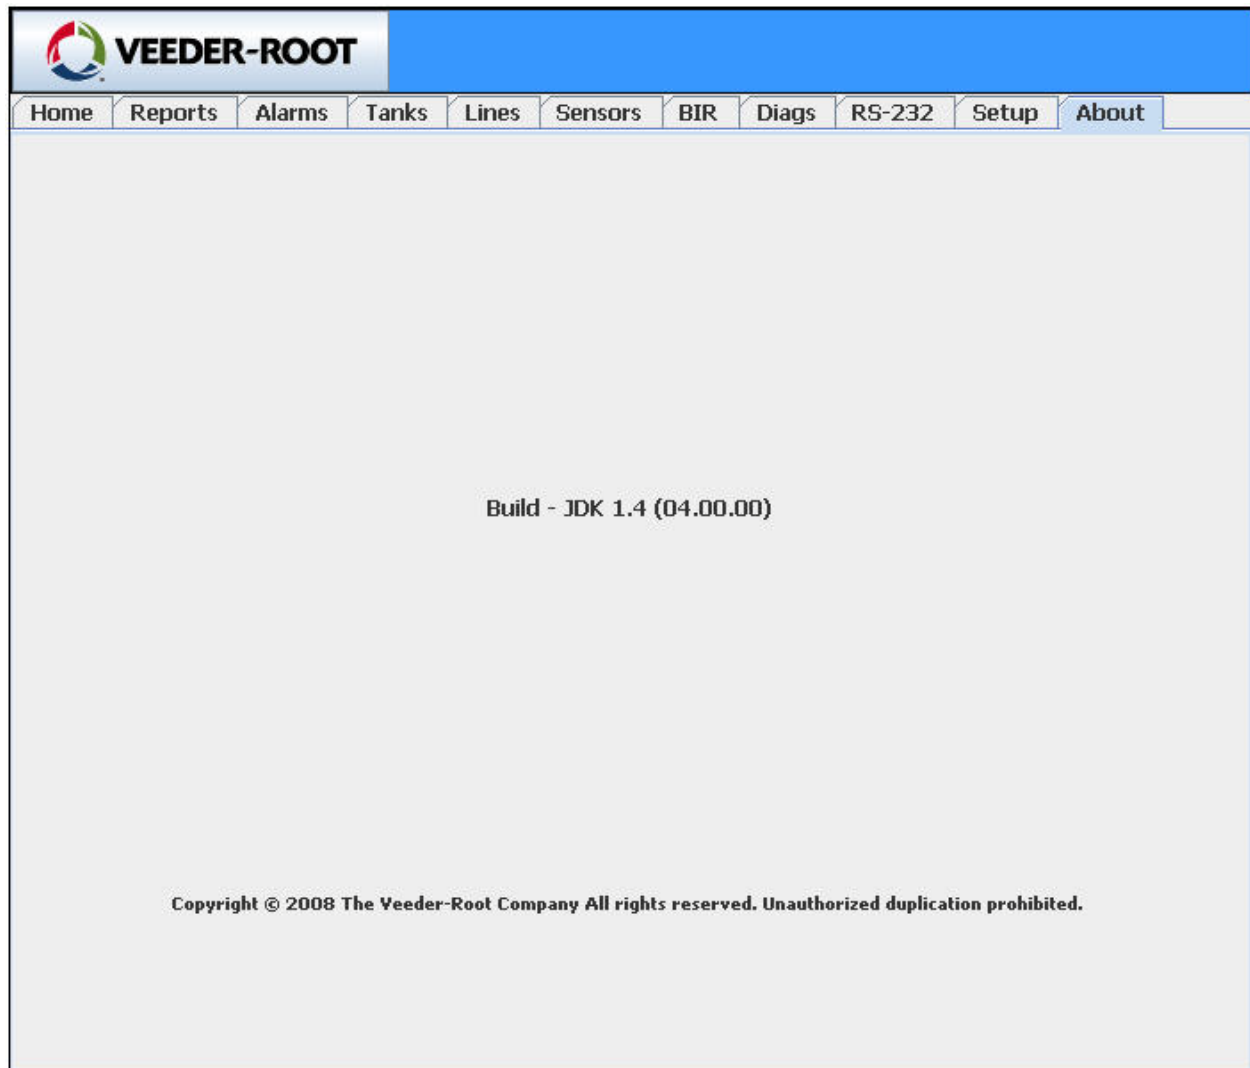 VEEDER-ROOT
Home Reports Alarms Tanks Lines Sensors BIR Diags RS-232 Setup About
Build - JDK 1.4 (04.00.00)
Copyright © 2008 The Veeder-Root Company All rights reserved. Unauthorized duplication prohibited.